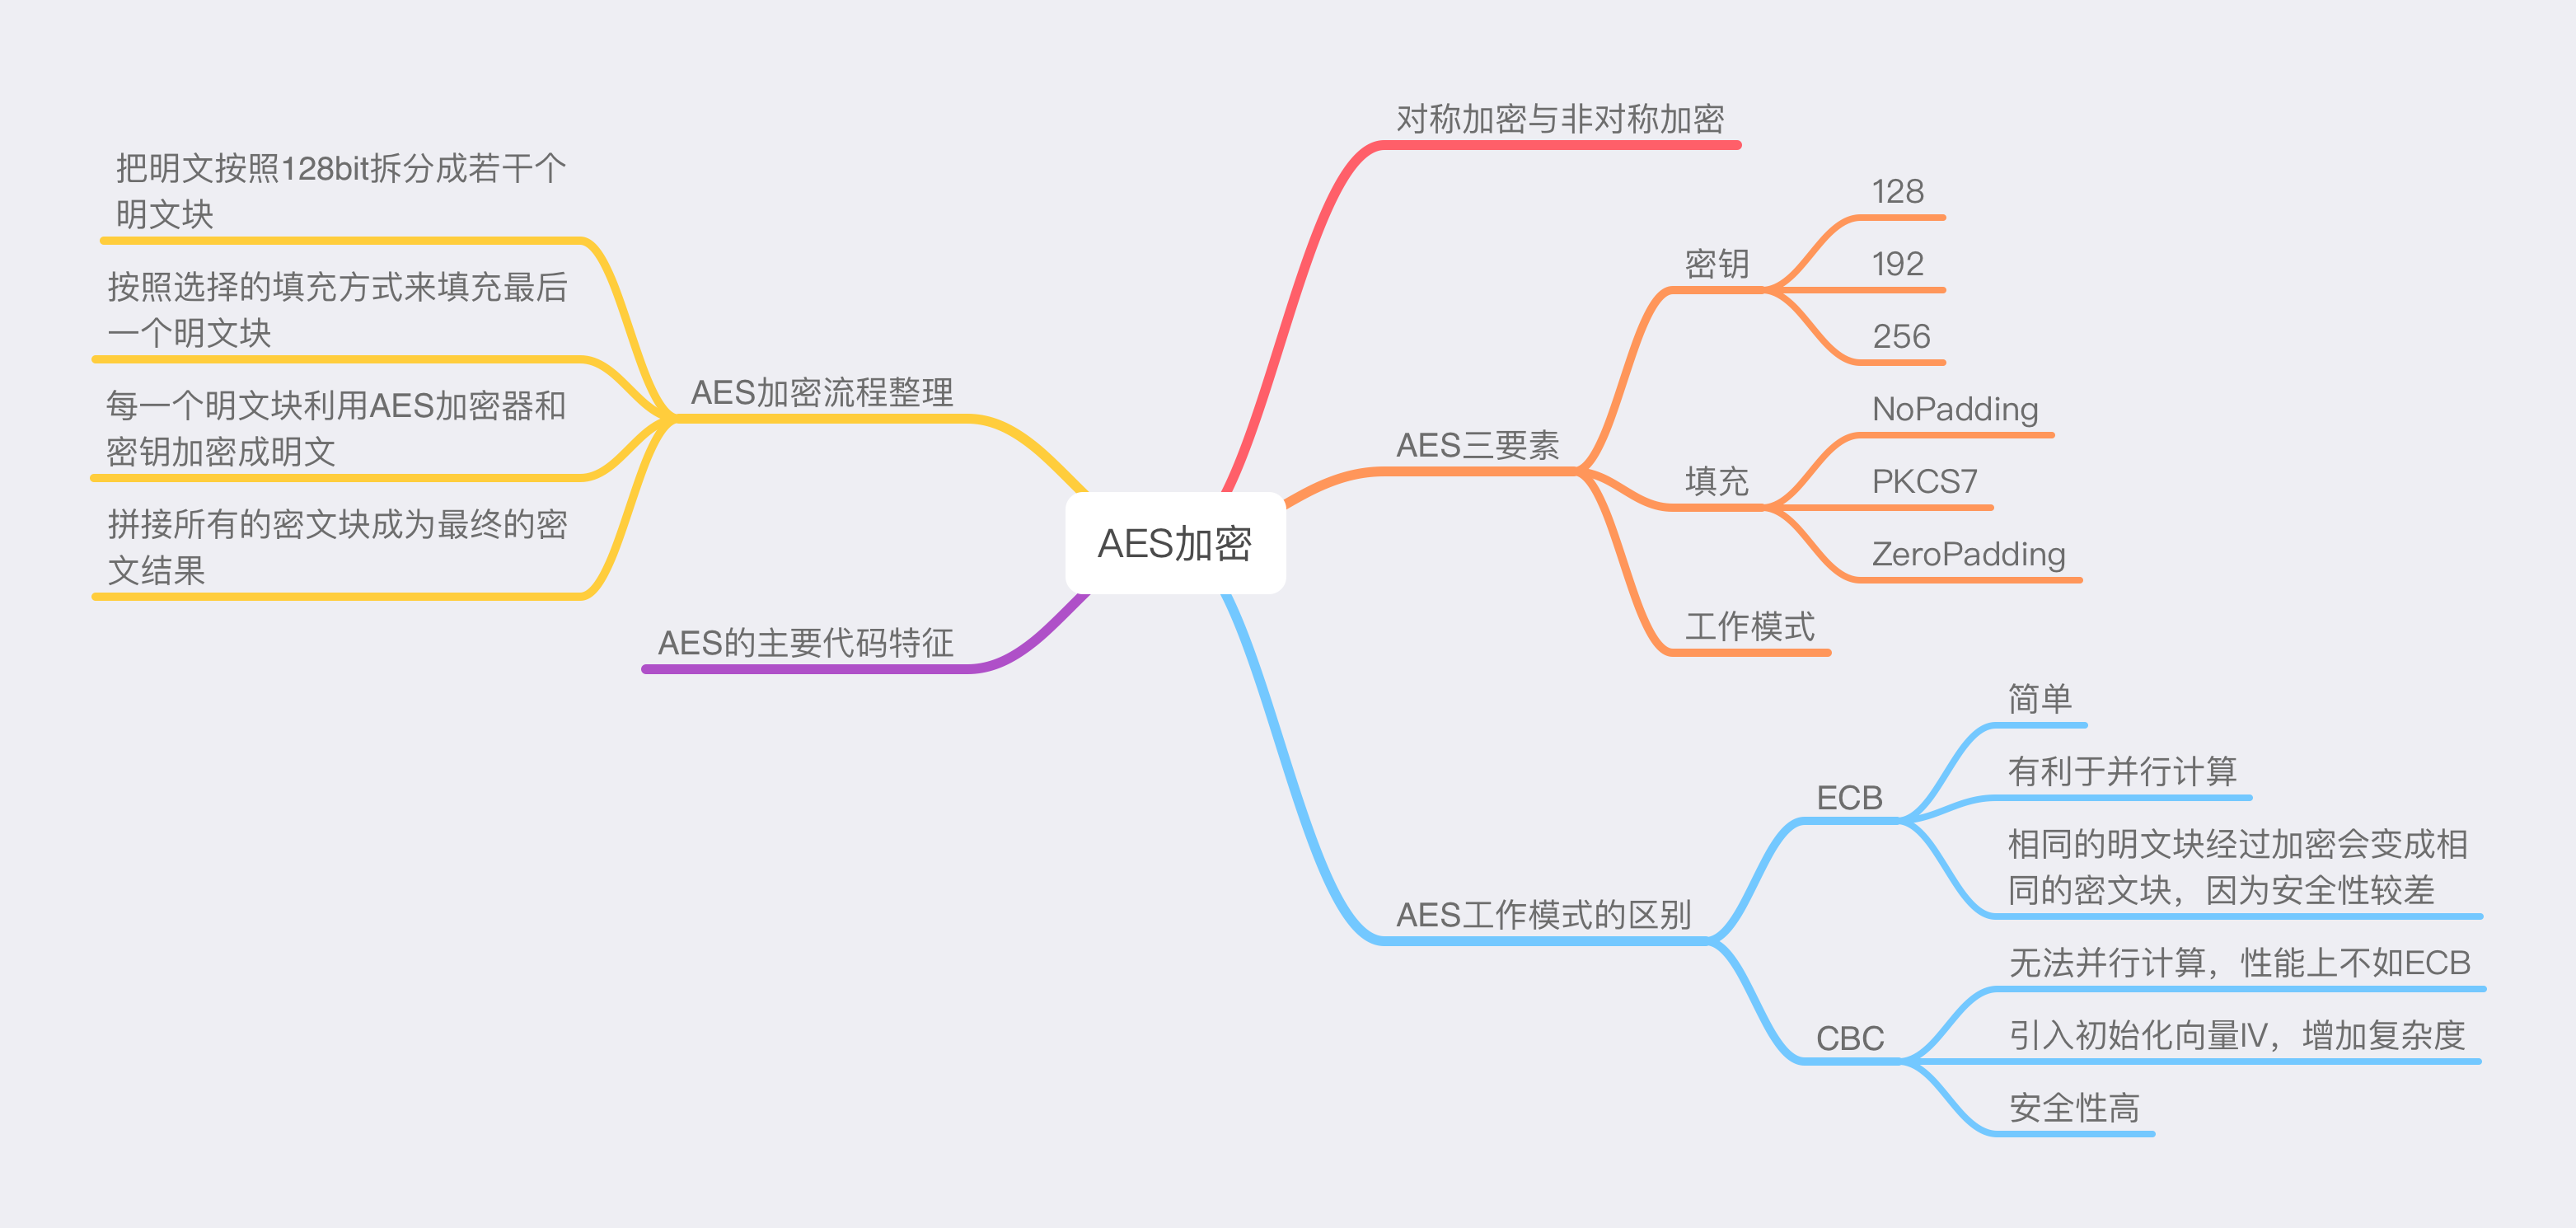 AES加密
对称加密与非对称加密
AES三要素
密钥
128
192
256
填充
NoPadding
PKCS7
ZeroPadding
工作模式
AES工作模式的区别
ECB
简单
有利于并行计算
相同的明文块经过加密会变成相
同的密文块，因为安全性较差
CBC
无法并行计算，性能上不如ECB
引入初始化向量IV，增加复杂度
安全性高
AES加密流程整理
把明文按照128bit拆分成若干个
明文块
按照选择的填充方式来填充最后
一个明文块
每一个明文块利用AES加密器和
密钥加密成明文
拼接所有的密文块成为最终的密
文结果
AES的主要代码特征